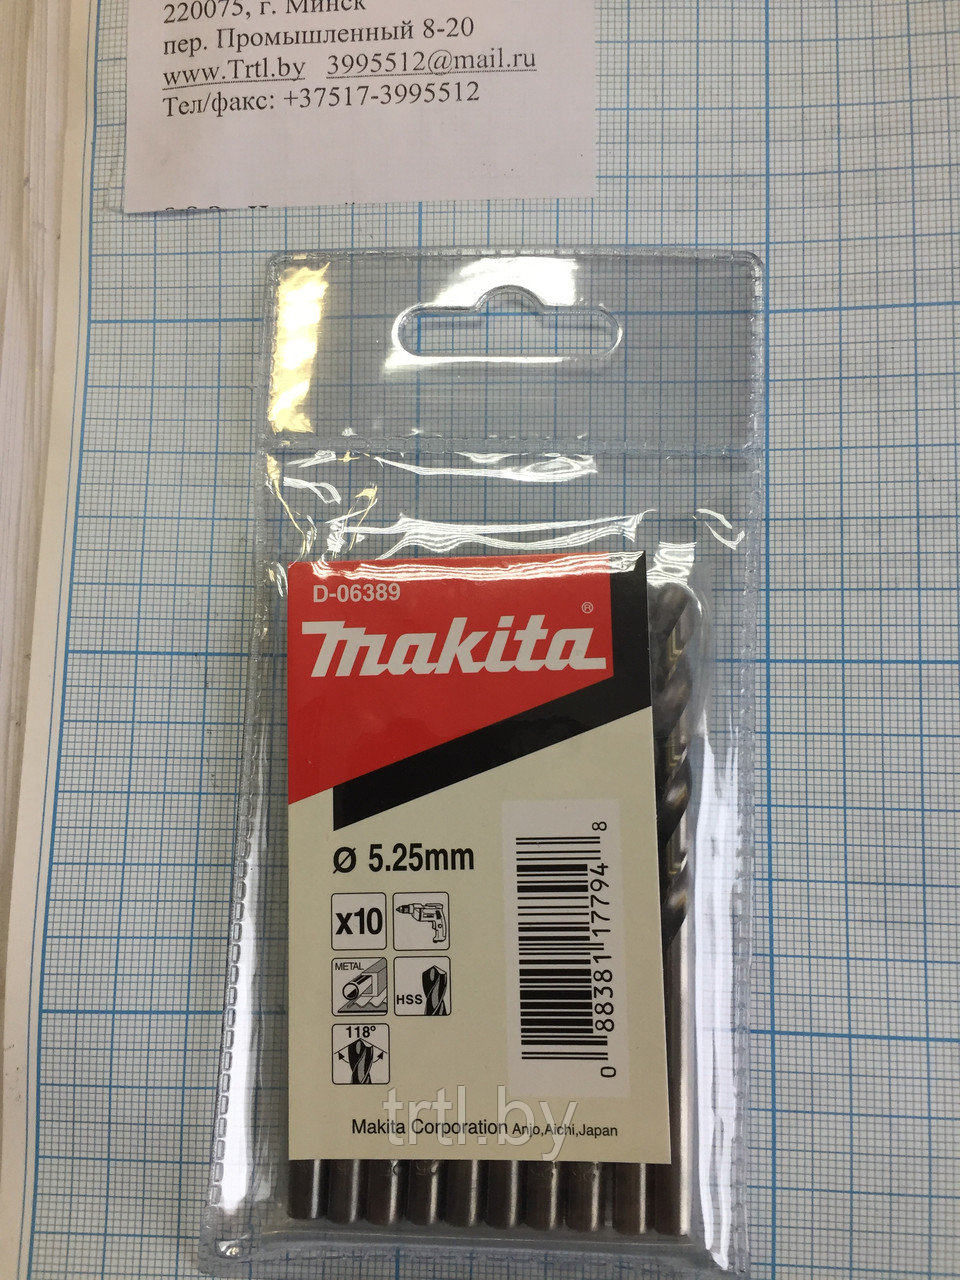 220075, г. Минск
пер. Промышленный 8-20
www.Trtl.by 3995512@mail.ru
Тел/факс: +37517-3995512
D-06389
makita®
Ø 5.25mm
x10
METAL
HSS
118°
0 88381 17794 8
trtl.by
Makita Corporation Anjo,Aichi,Japan